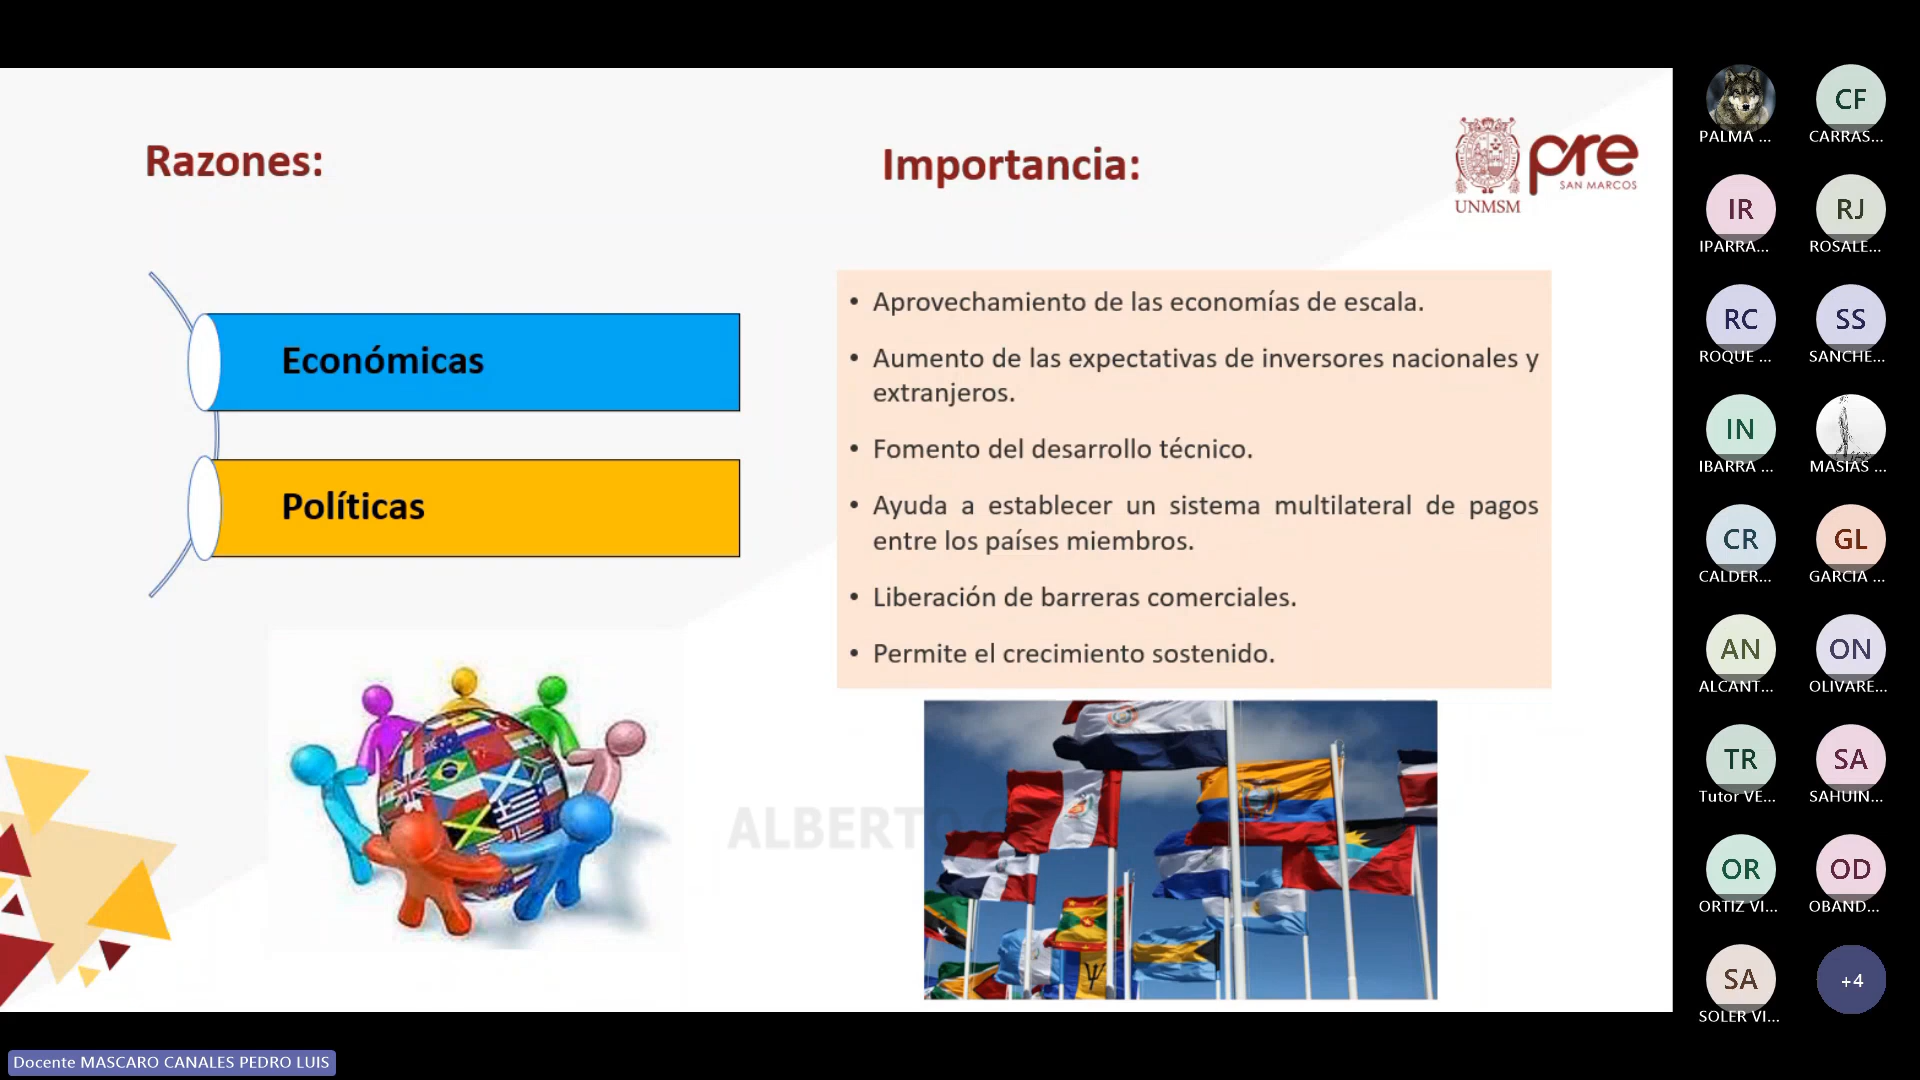 Razones:
Importancia:
UNMSM
pre
SAN MARCOS
Económicas
Políticas
• Aprovechamiento de las economías de escala.
• Aumento de las expectativas de inversores nacionales y
extranjeros.
• Fomento del desarrollo técnico.
• Ayuda a establecer un sistema multilateral de pagos
entre los países miembros.
• Liberación de barreras comerciales.
• Permite el crecimiento sostenido.
ALBERTO
CF
PALMA ...
CARRAS...
IR
RJ
IPARRA...
ROSALE...
RC
SS
ROQUE ...
SANCHE...
IN
IBARRA ...
MASIAS ...
CR
GL
CALDER...
GARCIA ...
AN
ON
ALCANT...
OLIVARE...
TR
SA
Tutor VE...
SAHUIN...
OR
OD
ORTIZ VI...
OBAND...
SA
+4
SOLER VI...
Docente MASCARO CANALES PEDRO LUIS